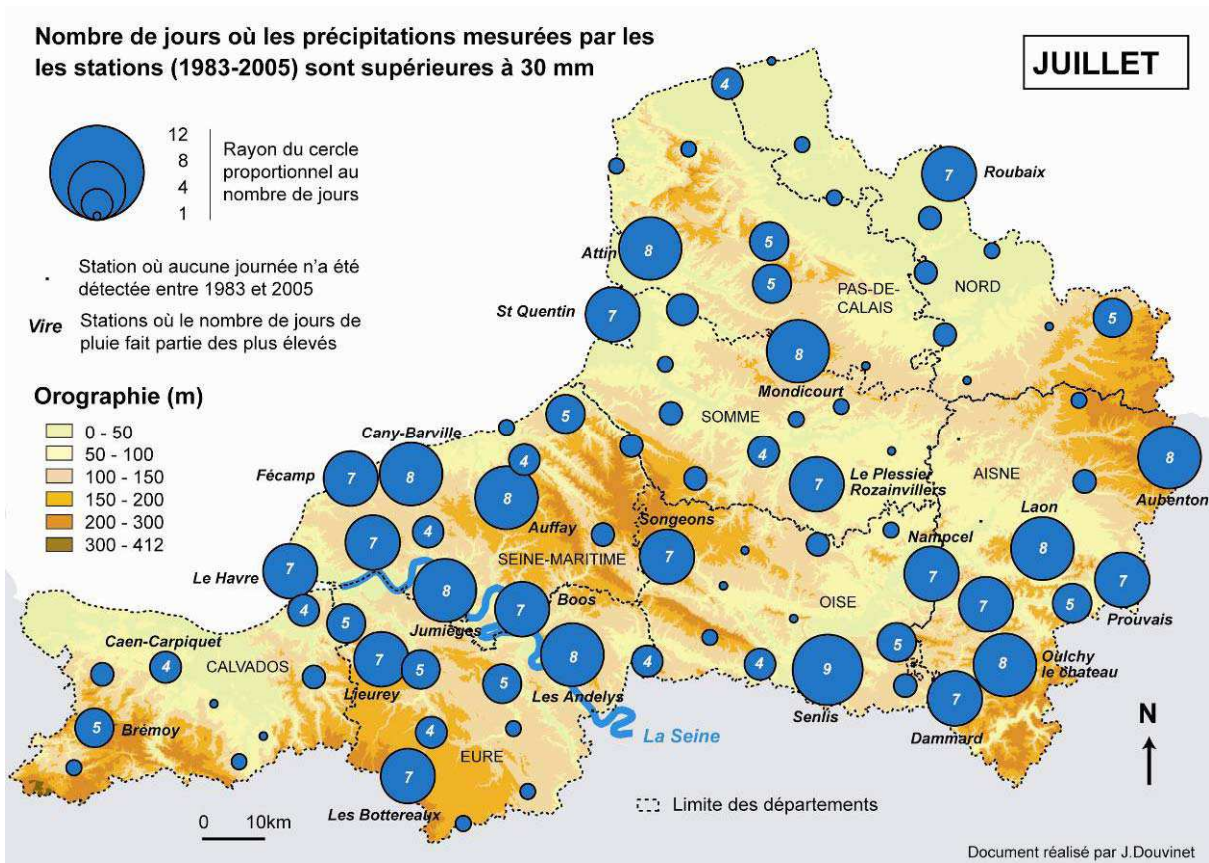 Nombre de jours où les précipitations mesurées par les
les stations (1983-2005) sont supérieures à 30 mm
JUILLET
12
8
4
1
Rayon du cercle
proportionnel au
nombre de jours
Station où aucune journée n'a été
détectée entre 1983 et 2005
Vire
Stations où le nombre de jours de
pluie fait partie des plus élevés
Orographie (m)
0 - 50
50 - 100
100 - 150
150 - 200
200 - 300
300 - 412
4
7
Roubaix
Attin
8
5
5
PAS-DE-
CALAIS
NORD
St Quentin
7
5
8
Mondicourt
SOMME
5
Cany-Barville
4
4
AISNE
8
Aubenton
Fécamp
7
8
8
Auffay
7
Le Plessier
Rozainvillers
Laon
Songeons
Nampcel
8
7
4
SEINE-MARITIME
7
7
7
Prouvais
Le Havre
7
8
Jumièges
7
Boos
OISE
7
5
4
5
Caen-Carpiquet
4
CALVADOS
7
Lieurey
5
5
8
Les Andelys
4
4
9
Senlis
5
8
Oulchy
le chateau
7
Dammard
5
Brémoy
4
EURE
La Seine
N
7
Les Bottereaux
0 10km
Limite des départements
Document réalisé par J.Douvinet